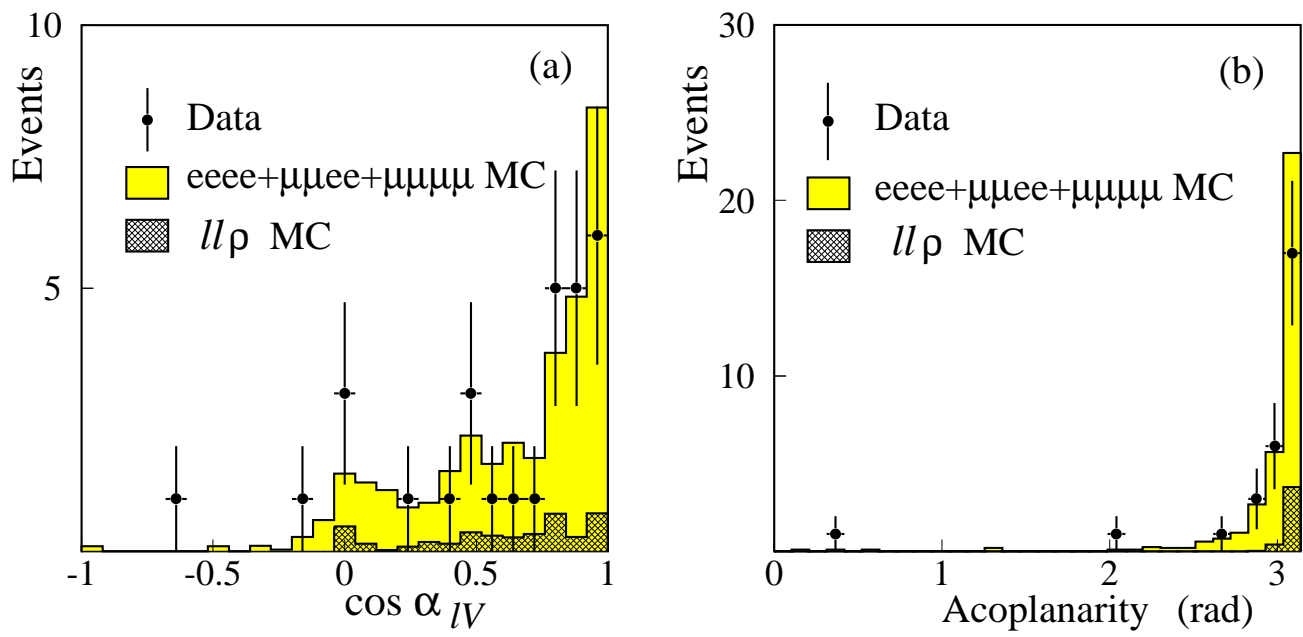 10
Events
(a)
Data
eeee+μμee+μμμμ MC
llρ MC
5
-1 -0.5 0 0.5 1
cos α lV
30
Events
(b)
Data
eeee+μμee+μμμμ MC
llρ MC
20
10
0 1 2 3
Acoplanarity (rad)